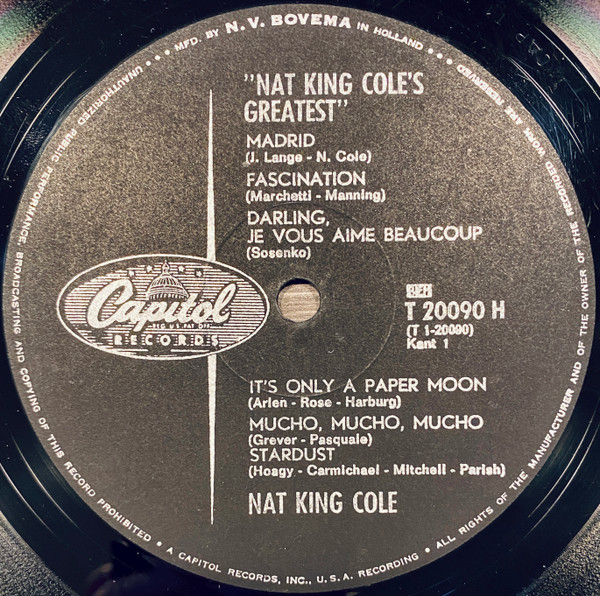 MFD. BY N. V. BOVEMA IN HOLLAND
"NAT KING COLE'S
GREATEST"
MADRID
(J. Lange - N. Cole)
FASCINATION
(Marchetti - Manning)
DARLING,
JE VOUS AIME BEAUCOUP
(Sosenko)
Capitol
REG. U.S. PAT. OFF.
RECORDS
T 20090 H
(T 1-20090)
Kant 1
IT'S ONLY A PAPER MOON
(Arlen - Rose - Harburg)
MUCHO, MUCHO, MUCHO
(Grever - Pasquale)
STARDUST
(Hoagy - Carmichael - Mitchell - Parish)
NAT KING COLE
UNAUTHORIZED PUBLIC PERFORMANCE, BROADCASTING AND COPYING OF THIS RECORD PROHIBITED • A CAPITOL RECORDS, INC., U.S.A. RECORDING • ALL RIGHTS OF THE MANUFACTURER AND OF THE OWNER OF THE RECORDED WORK ARE RESERVED